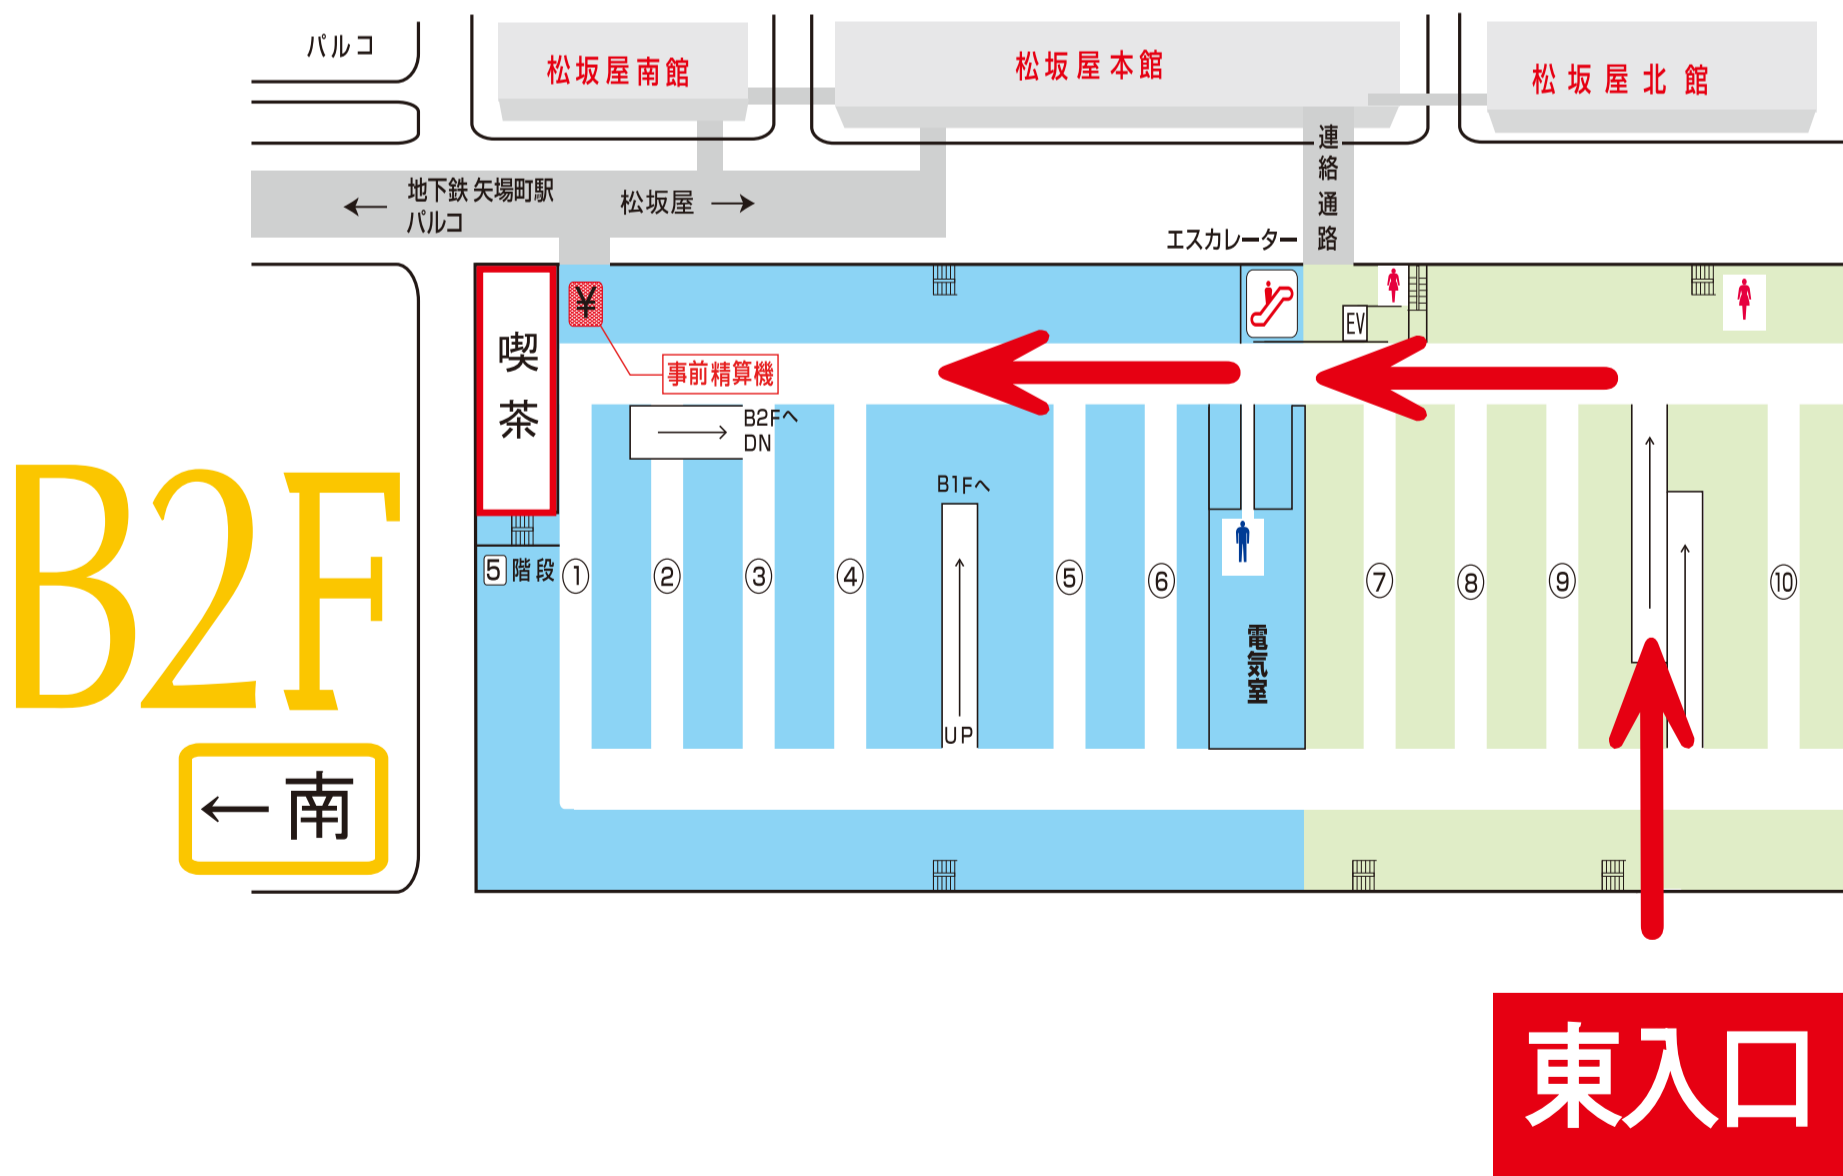 パルコ
松坂屋南館
松坂屋本館
松坂屋北館
連絡通路
← 地下鉄 矢場町駅
パルコ
松坂屋 →
エスカレーター
¥
EV
喫茶
事前精算機
B2Fへ
DN
B1Fへ
UP
B2F
5 階段
① ② ③ ④ ⑤ ⑥ ⑦ ⑧ ⑨ ⑩
電気室
←南
東入口